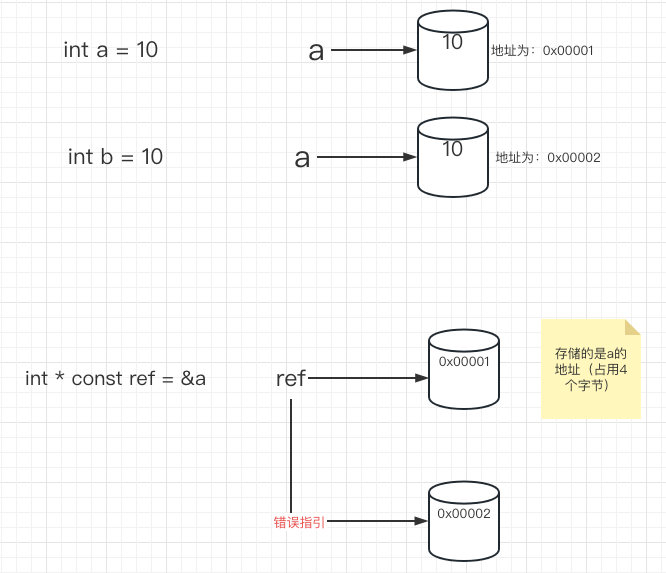 int a = 10
a
10
地址为：0x00001
int b = 10
a
10
地址为：0x00002
int * const ref = &a
ref
0x00001
存储的是a的
地址（占用4
个字节）
错误指引
0x00002